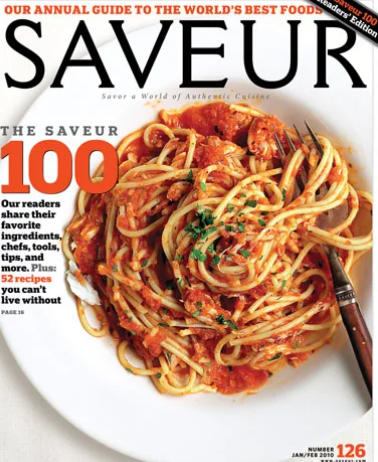 OUR ANNUAL GUIDE TO THE WORLD'S BEST FOODS
Saveur 100
Readers' Edition
SAVEUR
Savor a World of Authentic Cuisine
THE SAVEUR
100
Our readers
share their
favorite
ingredients,
chefs, tools,
tips, and
more. Plus:
52 recipes
you can't
live without
PAGE 16
NUMBER 126
JAN/FEB 2010